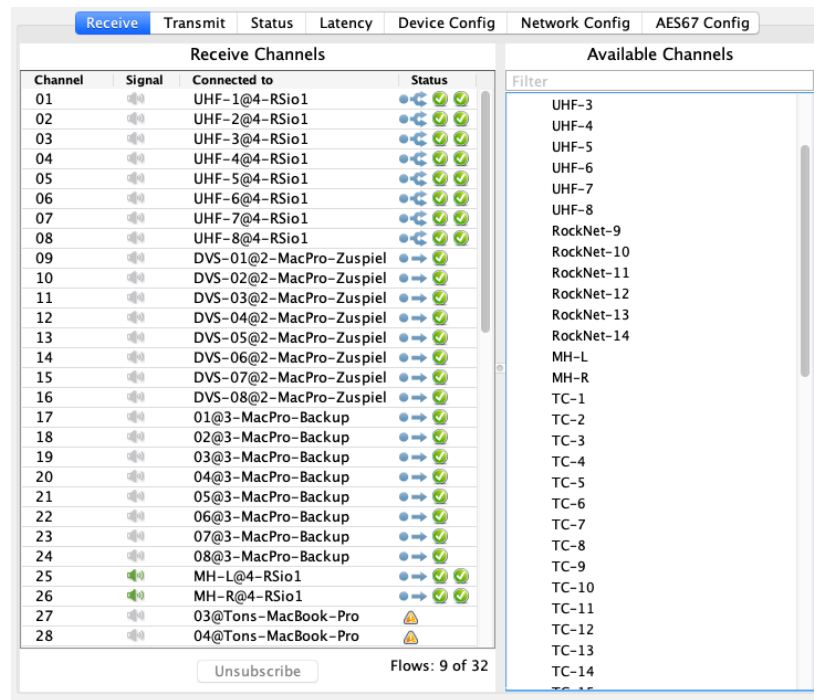 Receive Transmit Status Latency Device Config Network Config AES67 Config
Receive Channels
Channel Signal Connected to Status
01 UHF-1@4-RSio1
02 UHF-2@4-RSio1
03 UHF-3@4-RSio1
04 UHF-4@4-RSio1
05 UHF-5@4-RSio1
06 UHF-6@4-RSio1
07 UHF-7@4-RSio1
08 UHF-8@4-RSio1
09 DVS-01@2-MacPro-Zuspiel
10 DVS-02@2-MacPro-Zuspiel
11 DVS-03@2-MacPro-Zuspiel
12 DVS-04@2-MacPro-Zuspiel
13 DVS-05@2-MacPro-Zuspiel
14 DVS-06@2-MacPro-Zuspiel
15 DVS-07@2-MacPro-Zuspiel
16 DVS-08@2-MacPro-Zuspiel
17 01@3-MacPro-Backup
18 02@3-MacPro-Backup
19 03@3-MacPro-Backup
20 04@3-MacPro-Backup
21 05@3-MacPro-Backup
22 06@3-MacPro-Backup
23 07@3-MacPro-Backup
24 08@3-MacPro-Backup
25 MH-L@4-RSio1
26 MH-R@4-RSio1
27 03@Tons-MacBook-Pro
28 04@Tons-MacBook-Pro
Unsubscribe Flows: 9 of 32
Available Channels
Filter
UHF-3
UHF-4
UHF-5
UHF-6
UHF-7
UHF-8
RockNet-9
RockNet-10
RockNet-11
RockNet-12
RockNet-13
RockNet-14
MH-L
MH-R
TC-1
TC-2
TC-3
TC-4
TC-5
TC-6
TC-7
TC-8
TC-9
TC-10
TC-11
TC-12
TC-13
TC-14